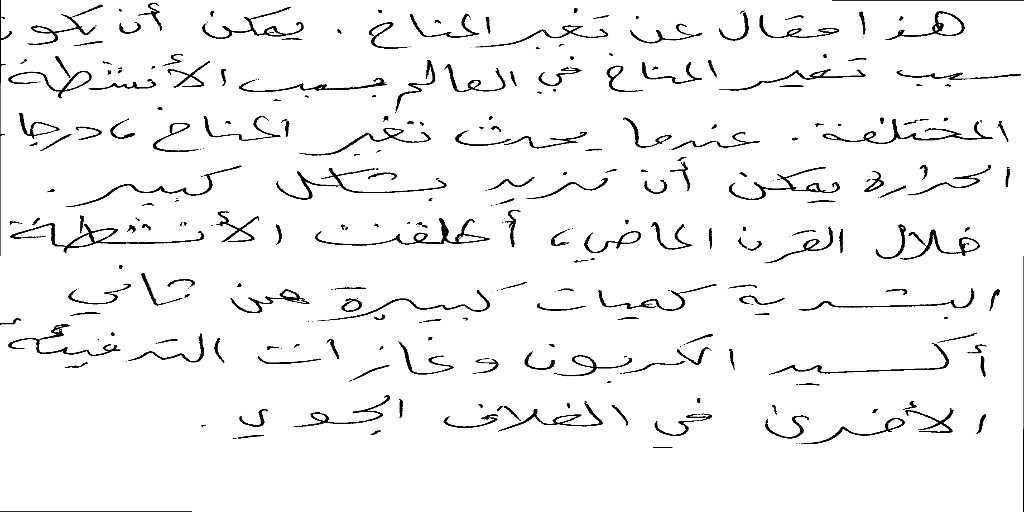 هذا مقال عن تغير المناخ . يمكن أن يكون
سبب تغير المناخ في العالم بسبب الأنشطة
المختلفة . عندما يحدث تغير المناخ ، درجات
الحرارة يمكن أن تزيد بشكل كبير .
خلال القرن الماضي ، أطلقت الأنشطة
البشرية كميات كبيرة من ثاني
أكسيد الكربون وغازات التدفيئة
الأخرى في الغلاف الجوي .